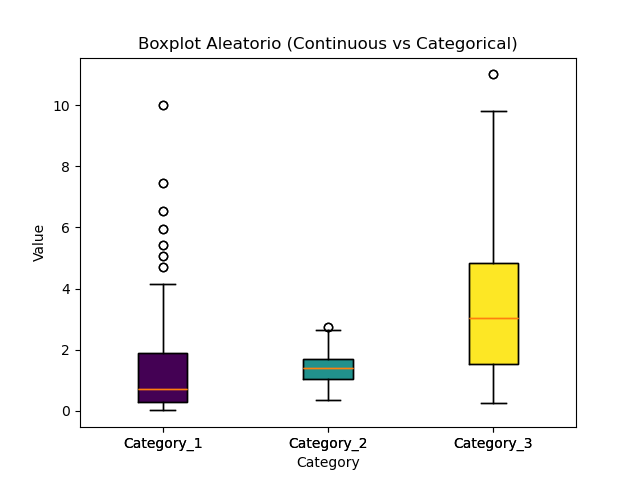 Boxplot Aleatorio (Continuous vs Categorical)
10
8
6
4
2
0
Value
Category_1
Category_2
Category_3
Category